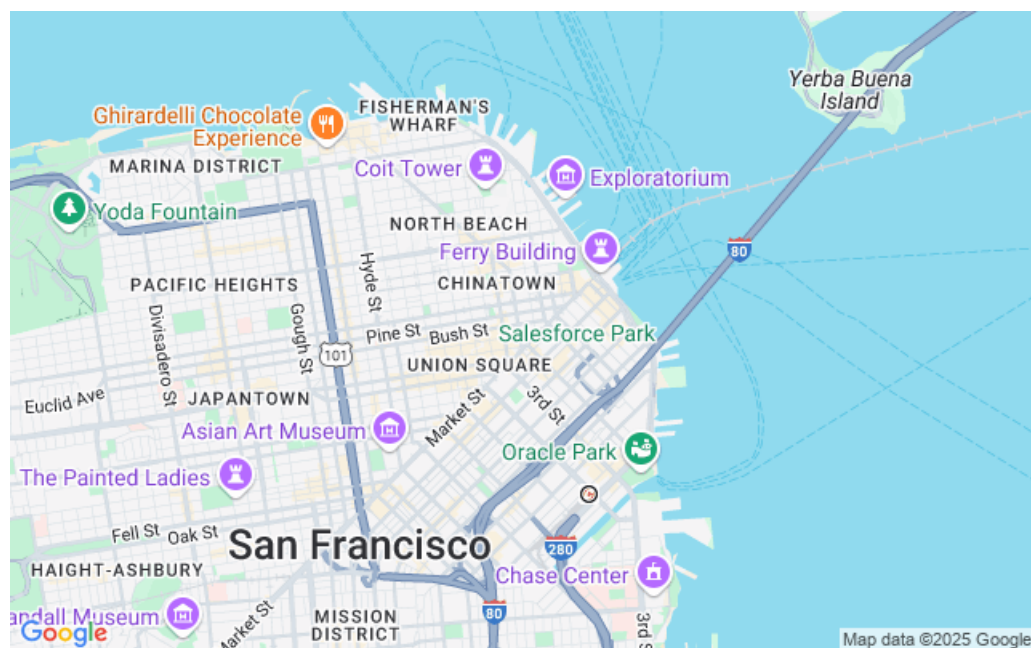 Yerba Buena
Island
FISHERMAN'S
WHARF
Ghirardelli Chocolate
Experience
MARINA DISTRICT
Coit Tower
Exploratorium
Yoda Fountain
NORTH BEACH
Ferry Building
80
Hyde St
PACIFIC HEIGHTS
CHINATOWN
Divisadero St
Gough St
Pine St
Bush St
Salesforce Park
101
UNION SQUARE
Euclid Ave
JAPANTOWN
Market St
3rd St
Asian Art Museum
Oracle Park
The Painted Ladies
Fell St
Oak St
San Francisco
280
HAIGHT-ASHBURY
Chase Center
andall Museum
Market St
MISSION
DISTRICT
80
3rd St
Google
Map data ©2025 Google